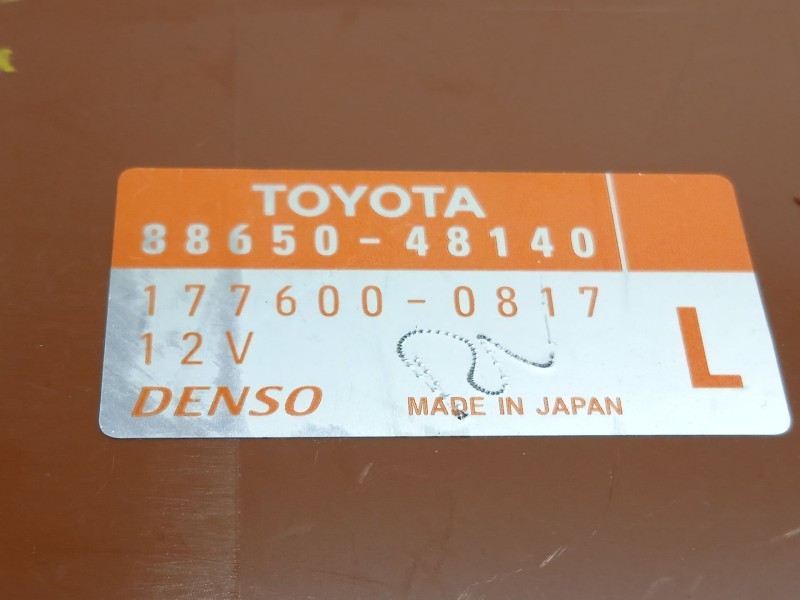 TOYOTA
88650-48140
177600-0817
12V
L
DENSO
MADE IN JAPAN